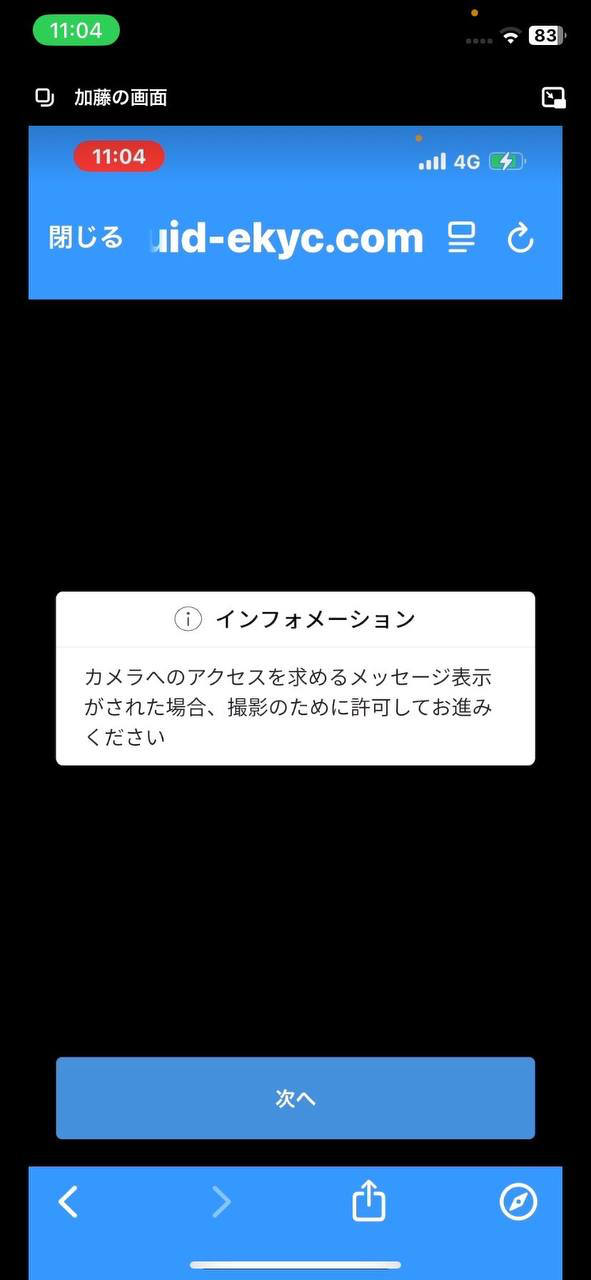 11:04
83
加藤の画面
11:04
4G
閉じる
uid-ekyc.com
インフォメーション
カメラへのアクセスを求めるメッセージ表示
がされた場合、撮影のために許可してお進み
ください
次へ